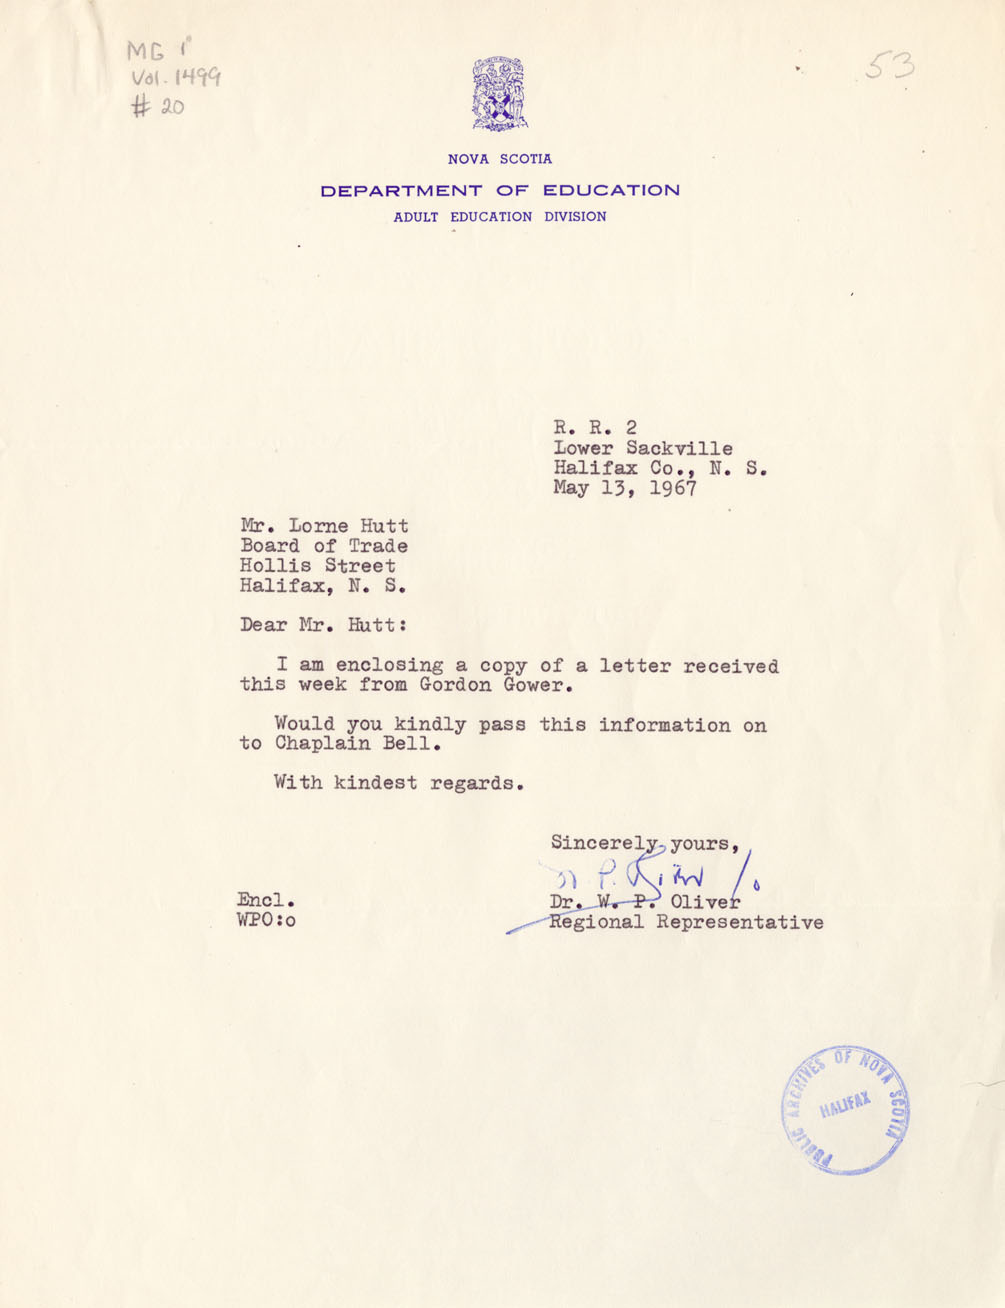 MG 1
Vol. 1499
# 20
53
NOVA SCOTIA
DEPARTMENT OF EDUCATION
ADULT EDUCATION DIVISION
R. R. 2
Lower Sackville
Halifax Co., N. S.
May 13, 1967
Mr. Lorne Hutt
Board of Trade
Hollis Street
Halifax, N. S.
Dear Mr. Hutt:
I am enclosing a copy of a letter received
this week from Gordon Gower.
Would you kindly pass this information on
to Chaplain Bell.
With kindest regards.
Sincerely yours,
Encl.
WPO:o
Dr. W. P. Oliver
Regional Representative
PUBLIC ARCHIVES OF NOVA SCOTIA
HALIFAX